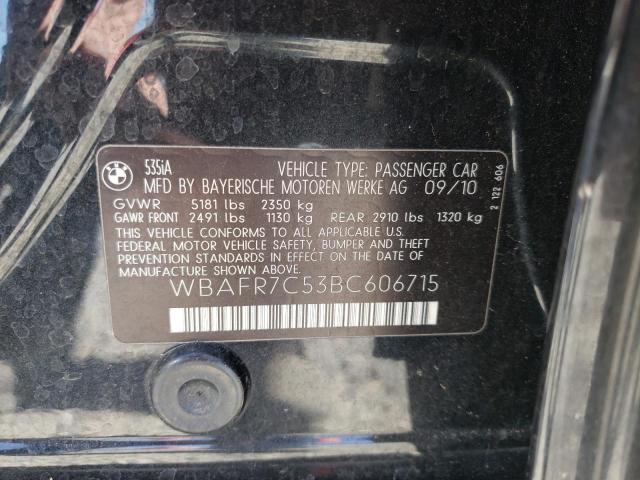 BMW
535iA VEHICLE TYPE: PASSENGER CAR
MFD BY BAYERISCHE MOTOREN WERKE AG 09/10
GVWR 5181 lbs 2350 kg
GAWR FRONT 2491 lbs 1130 kg REAR 2910 lbs 1320 kg
THIS VEHICLE CONFORMS TO ALL APPLICABLE U.S.
FEDERAL MOTOR VEHICLE SAFETY, BUMPER AND THEFT
PREVENTION STANDARDS IN EFFECT ON THE DATE OF
MANUFACTURE SHOWN ABOVE.
WBAFR7C53BC606715
2 122 606